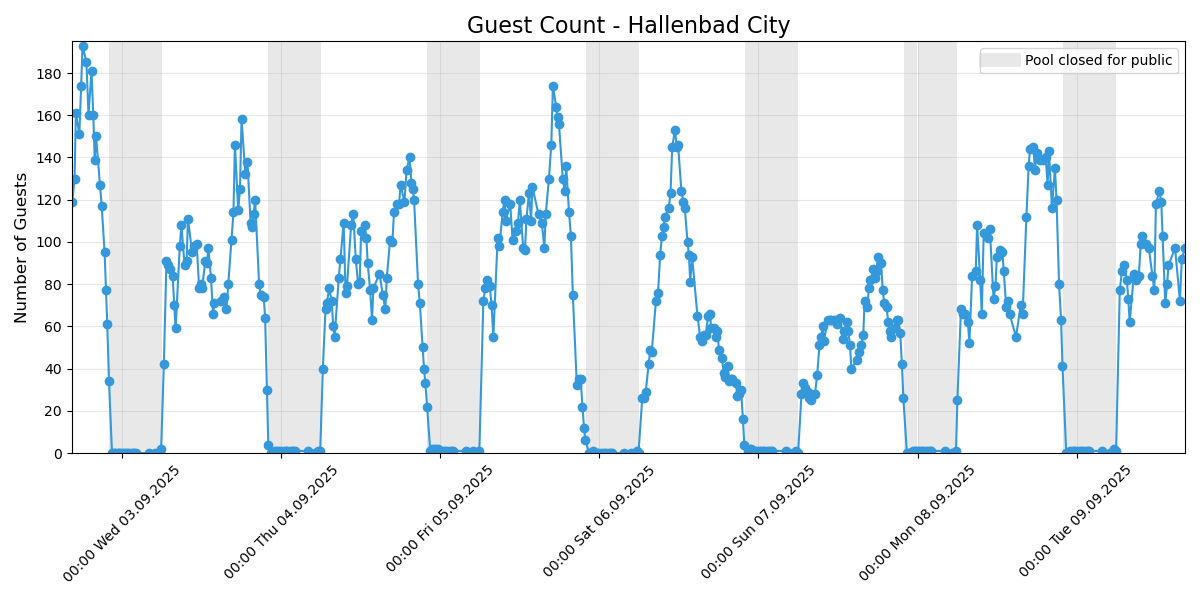 Guest Count - Hallenbad City
Pool closed for public
Number of Guests
180
160
140
120
100
80
60
40
20
0
00:00 Wed 03.09.2025
00:00 Thu 04.09.2025
00:00 Fri 05.09.2025
00:00 Sat 06.09.2025
00:00 Sun 07.09.2025
00:00 Mon 08.09.2025
00:00 Tue 09.09.2025